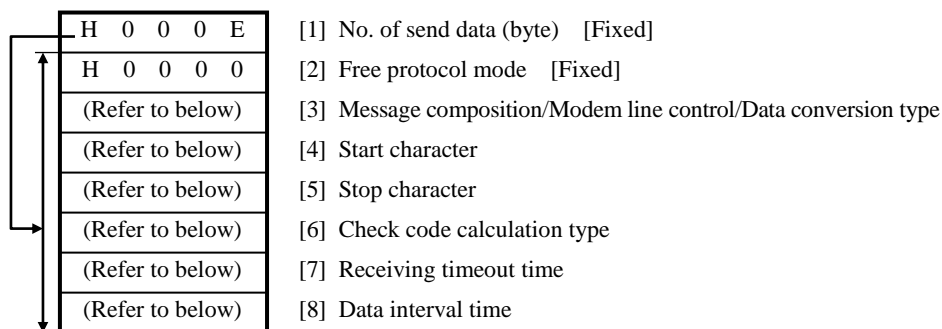 H 0 0 0 E [1] No. of send data (byte) [Fixed]
H 0 0 0 0 [2] Free protocol mode [Fixed]
(Refer to below) [3] Message composition/Modem line control/Data conversion type
(Refer to below) [4] Start character
(Refer to below) [5] Stop character
(Refer to below) [6] Check code calculation type
(Refer to below) [7] Receiving timeout time
(Refer to below) [8] Data interval time